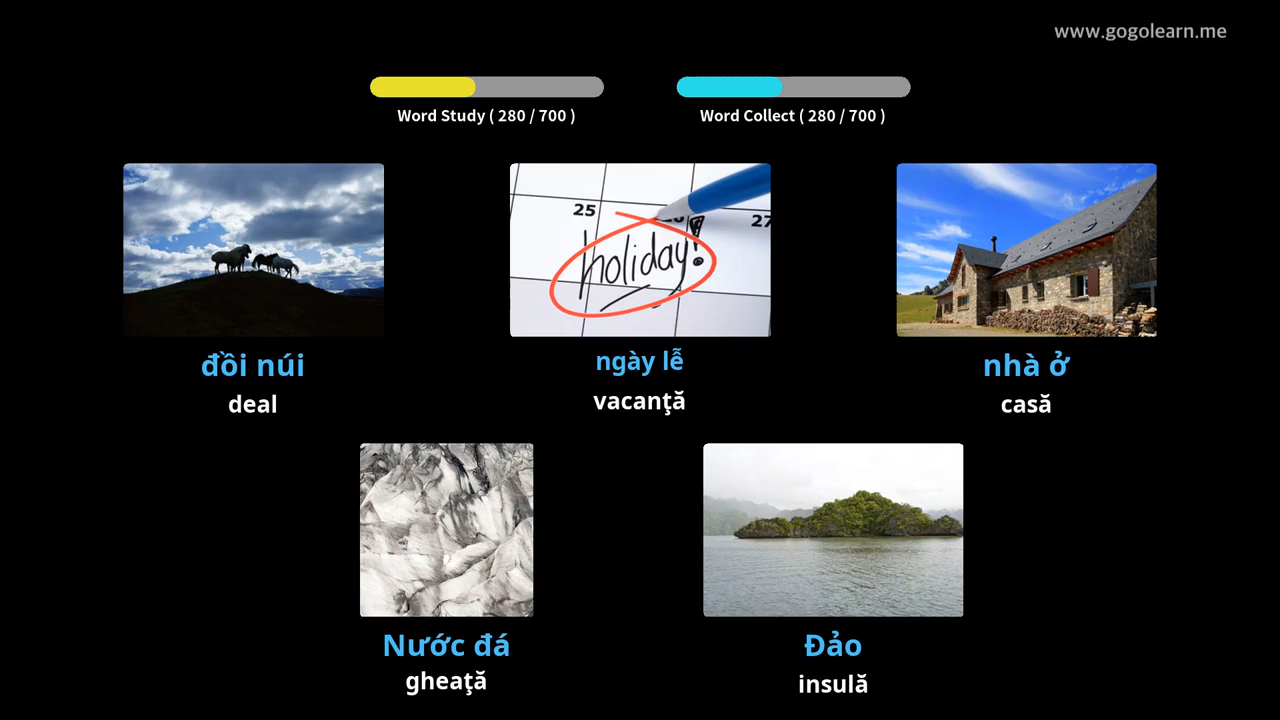 www.gogolearn.me
Word Study ( 280 / 700 )
Word Collect ( 280 / 700 )
25
27
holiday!
đồi núi
deal
ngày lễ
vacanţă
nhà ở
casă
Nước đá
gheaţă
Đảo
insulă